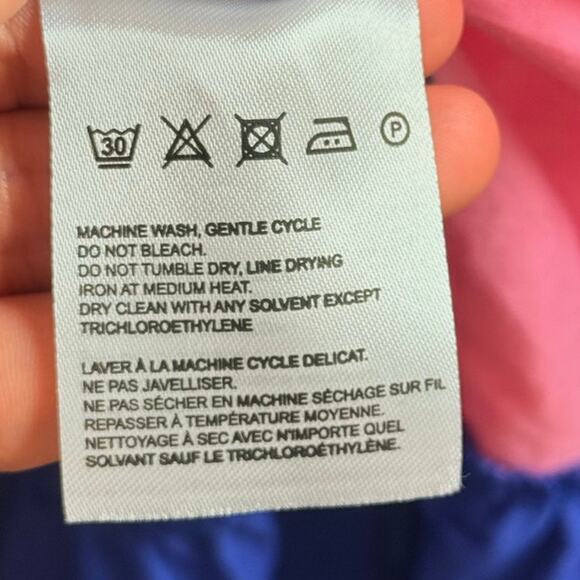 30 P
MACHINE WASH, GENTLE CYCLE
DO NOT BLEACH.
DO NOT TUMBLE DRY, LINE DRYING
IRON AT MEDIUM HEAT.
DRY CLEAN WITH ANY SOLVENT EXCEPT
TRICHLOROETHYLENE
LAVER À LA MACHINE CYCLE DELICAT.
NE PAS JAVELLISER.
NE PAS SÉCHER EN MACHINE SÉCHAGE SUR FIL
REPASSER À TEMPÉRATURE MOYENNE.
NETTOYAGE À SEC AVEC N'IMPORTE QUEL
SOLVANT SAUF LE TRICHLOROÉTHYLÈNE.